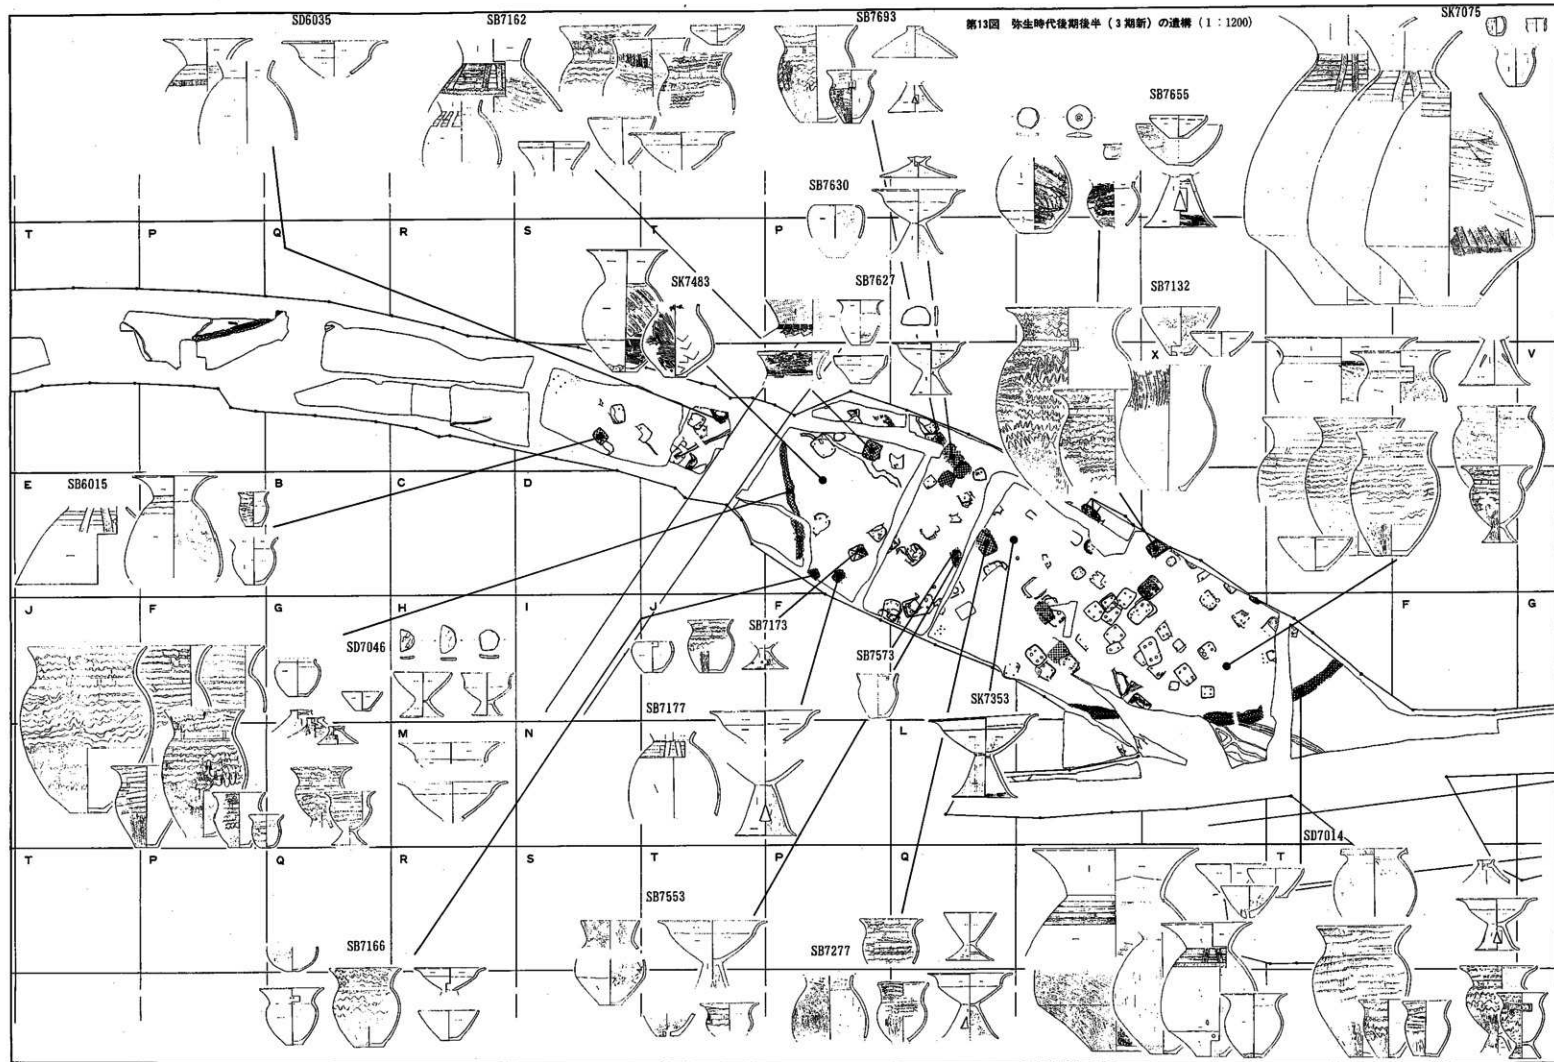 第13図 弥生時代後期後半（3期新）の遺構（1：1200）
SD6035
SB7162
SB7693
SK7075
SB7655
SB7630
T P Q R S T P
SK7483
SB7627
SB7132
X V
E SB6015 B C D
J F G H I J F F G
SD7046
SB7173
SB7573
SK7353
SB7177
M N L
SD7014
T P Q R S T P Q T
SB7553
SB7166
SB7277